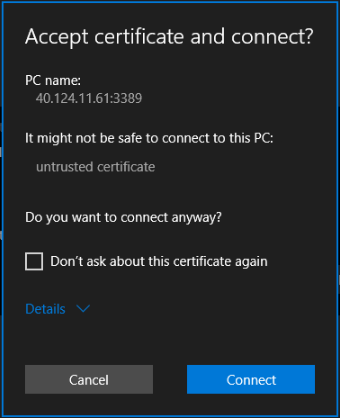 Accept certificate and connect?
PC name:
40.124.11.61:3389
It might not be safe to connect to this PC:
untrusted certificate
Do you want to connect anyway?
Don't ask about this certificate again
Details
Cancel
Connect